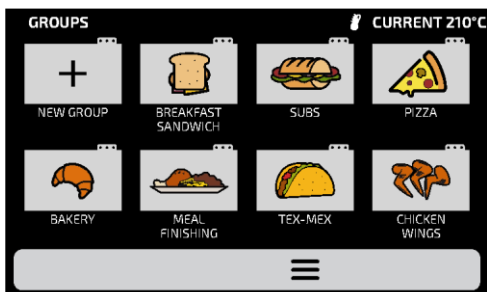 GROUPS
CURRENT 210°C
NEW GROUP
BREAKFAST
SANDWICH
SUBS
PIZZA
BAKERY
MEAL
FINISHING
TEX-MEX
CHICKEN
WINGS